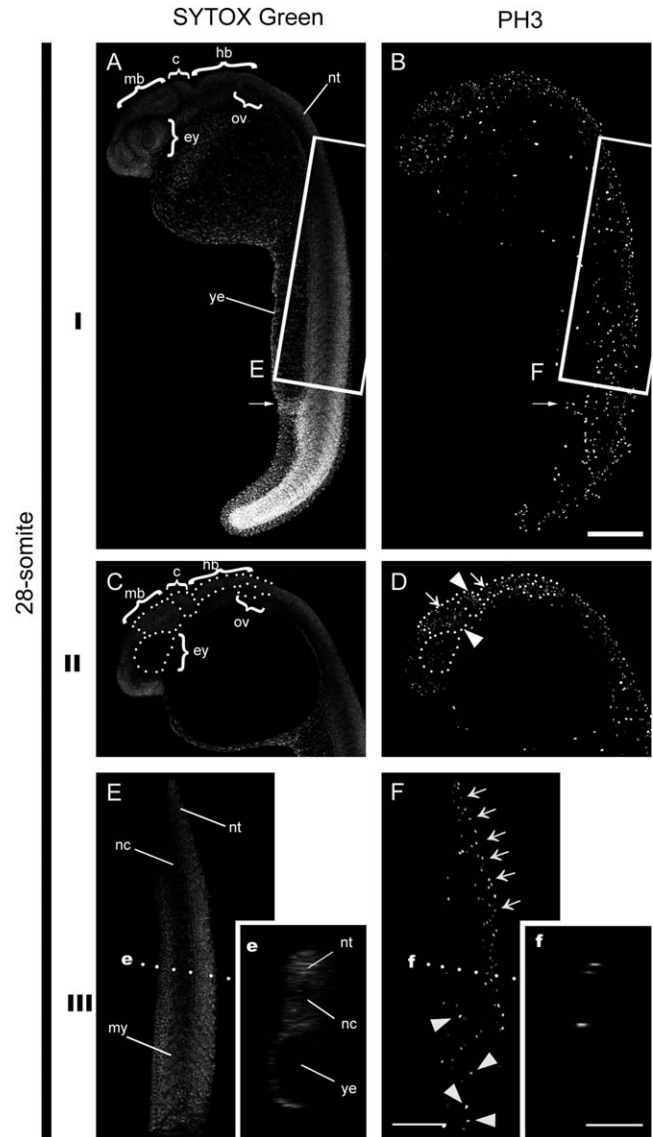 SYTOX Green PH3
28-somite
I
A
mb
c
hb
nt
ey
ov
ye
E
B
F
II
C
mb
c
hb
ey
ov
D
III
E
nt
nc
e
my
e
nt
nc
ye
F
f
f